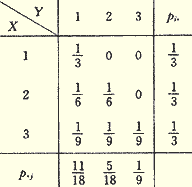 X Y 1 2 3 p_{i·}
1 1/3 0 0 1/3
2 1/6 1/6 0 1/3
3 1/9 1/9 1/9 1/3
p_{·j} 11/18 5/18 1/9